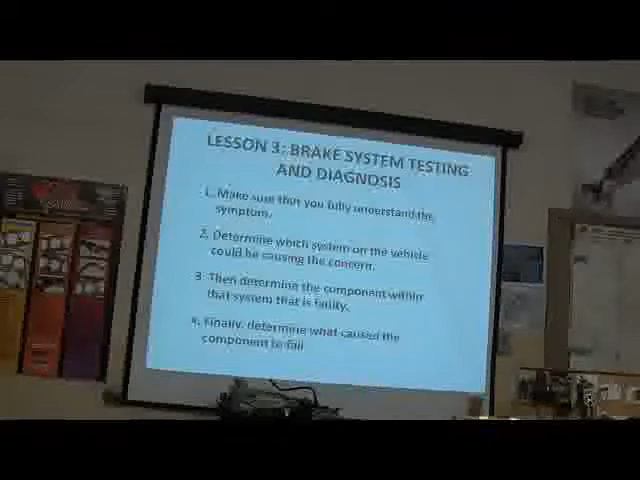 LESSON 3: BRAKE SYSTEM TESTING
AND DIAGNOSIS
1. Make sure that you fully understand the
symptom.
2. Determine which system on the vehicle
could be causing the concern.
3. Then determine the component within
that system that is faulty.
4. Finally, determine what caused the
component to fail